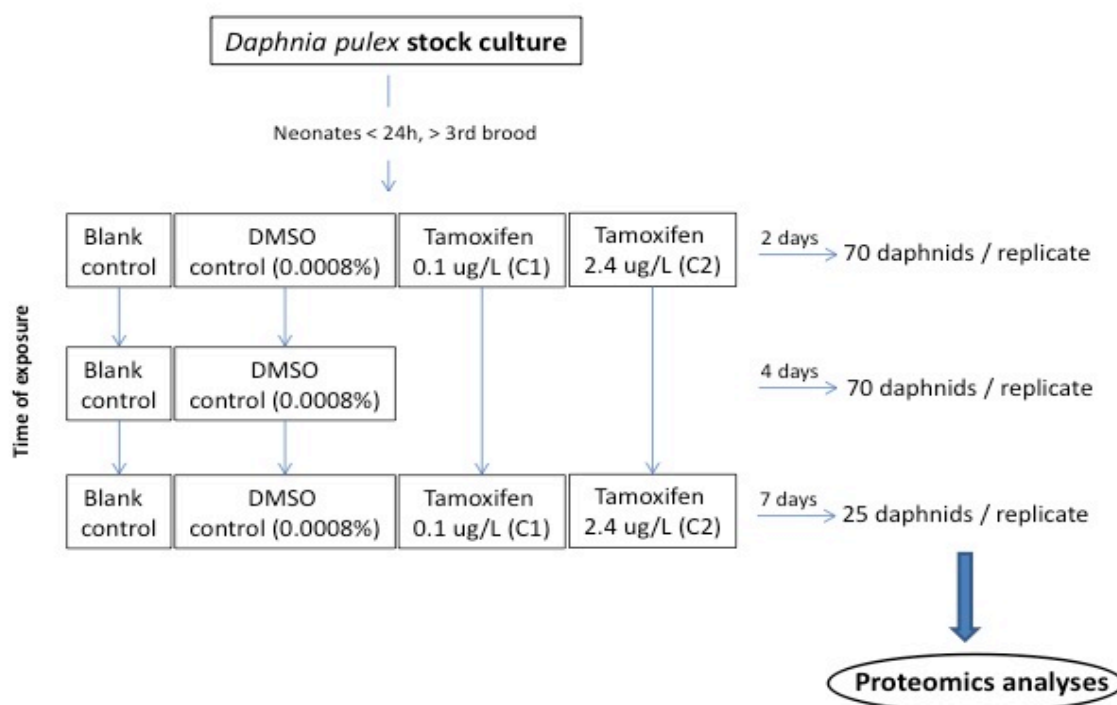 Daphnia pulex stock culture
Neonates < 24h, > 3rd brood
Time of exposure
Blank
control
DMSO
control (0.0008%)
Tamoxifen
0.1 ug/L (C1)
Tamoxifen
2.4 ug/L (C2)
2 days
70 daphnids / replicate
Blank
control
DMSO
control (0.0008%)
4 days
70 daphnids / replicate
Blank
control
DMSO
control (0.0008%)
Tamoxifen
0.1 ug/L (C1)
Tamoxifen
2.4 ug/L (C2)
7 days
25 daphnids / replicate
Proteomics analyses